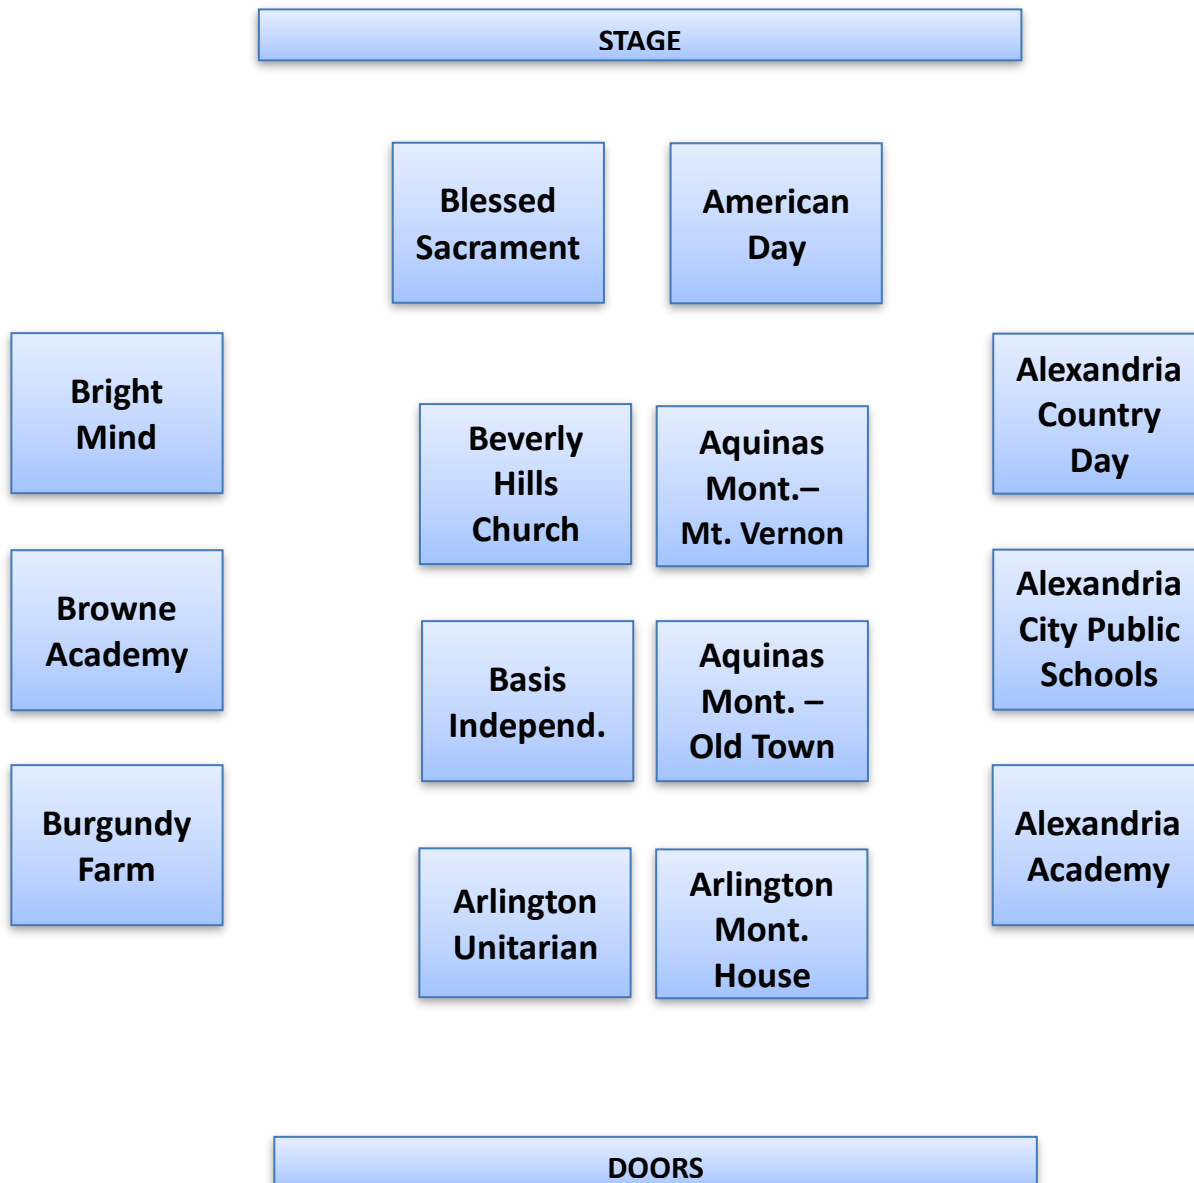 STAGE
Blessed
Sacrament
American
Day
Bright
Mind
Beverly
Hills
Church
Aquinas
Mont.–
Mt. Vernon
Alexandria
Country
Day
Browne
Academy
Basis
Independ.
Aquinas
Mont. –
Old Town
Alexandria
City Public
Schools
Burgundy
Farm
Arlington
Unitarian
Arlington
Mont.
House
Alexandria
Academy
DOORS